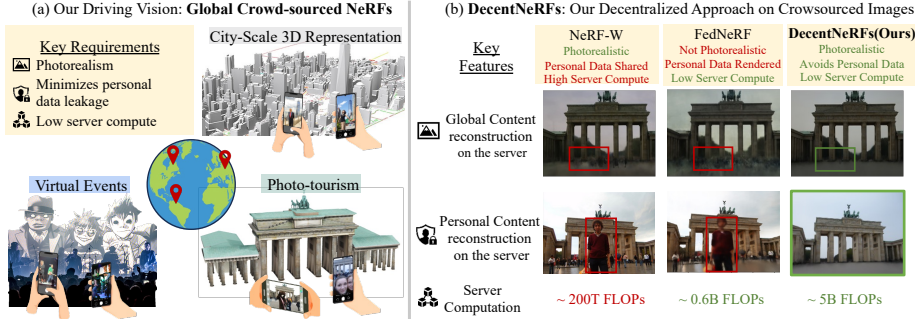 (a) Our Driving Vision: Global Crowd-sourced NeRFs
Key Requirements
Photorealism
Minimizes personal
data leakage
Low server compute
City-Scale 3D Representation
Virtual Events
Photo-tourism
(b) DecentNeRFs: Our Decentralized Approach on Crowsourced Images
Key
Features
NeRF-W
Photorealistic
Personal Data Shared
High Server Compute
FedNeRF
Not Photorealistic
Personal Data Rendered
Low Server Compute
DecentNeRFs(Ours)
Photorealistic
Avoids Personal Data
Low Server Compute
Global Content
reconstruction
on the server
Personal Content
reconstruction
on the server
Server
Computation
~ 200T FLOPs
~ 0.6B FLOPs
~ 5B FLOPs